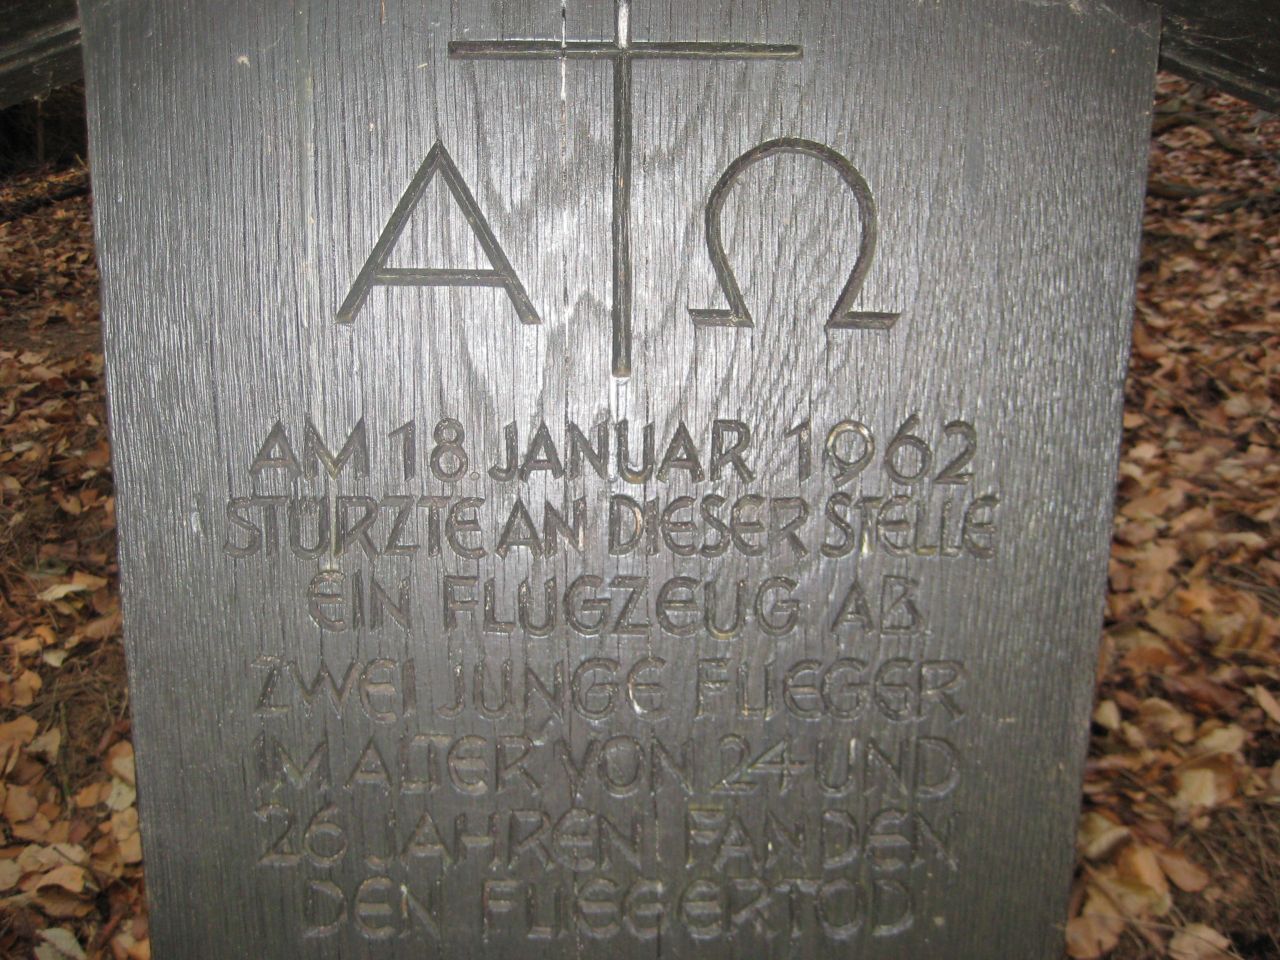 Α Ω
AM 18. JANUAR 1962
STÜRZTE AN DIESER STELLE
EIN FLUGZEUG AB
ZWEI JUNGE FLIEGER
IM ALTER VON 24 UND
26 JAHREN FANDEN
DEN FLIEGERTOD